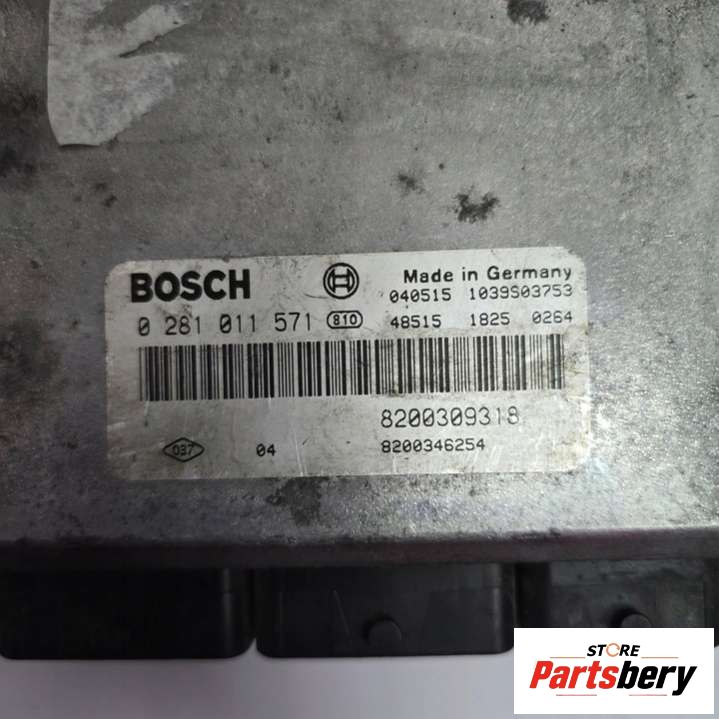 BOSCH
Made in Germany
040515 1039S03753
0 281 011 571 810 48515 1825 0264
8200309318
037 04 8200346254
STORE
Partsbery